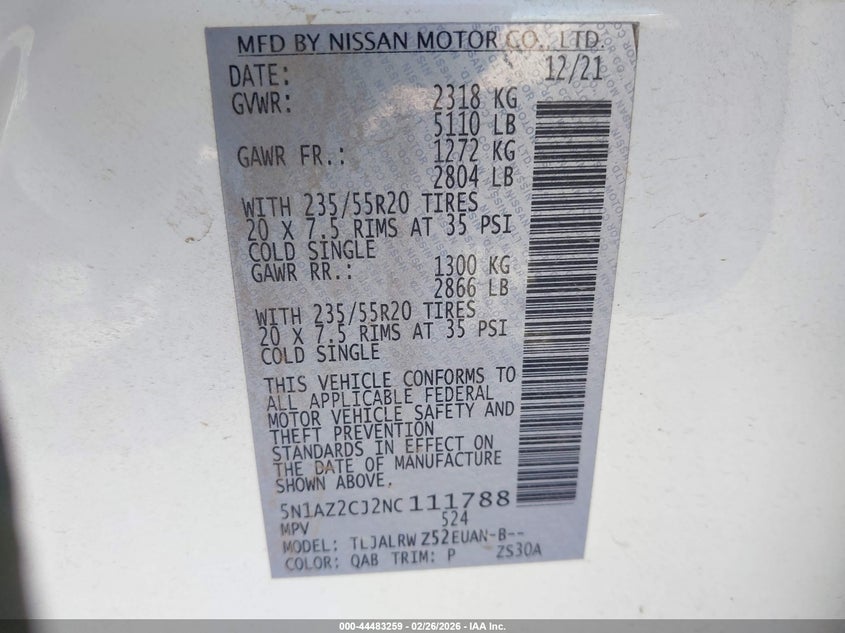 MFD BY NISSAN MOTOR CO., LTD.
DATE: 12/21
GVWR: 2318 KG
5110 LB
GAWR FR.: 1272 KG
2804 LB
WITH 235/55R20 TIRES
20 X 7.5 RIMS AT 35 PSI
COLD SINGLE
GAWR RR.: 1300 KG
2866 LB
WITH 235/55R20 TIRES
20 X 7.5 RIMS AT 35 PSI
COLD SINGLE
THIS VEHICLE CONFORMS TO
ALL APPLICABLE FEDERAL
MOTOR VEHICLE SAFETY AND
THEFT PREVENTION
STANDARDS IN EFFECT ON
THE DATE OF MANUFACTURE
SHOWN ABOVE.
5N1AZ2CJ2NC111788
MPV 524
MODEL: TLJALRW Z52EUAN-B--
COLOR: QAB TRIM: P ZS30A
000-44483259 - 02/26/2026 - IAA Inc.